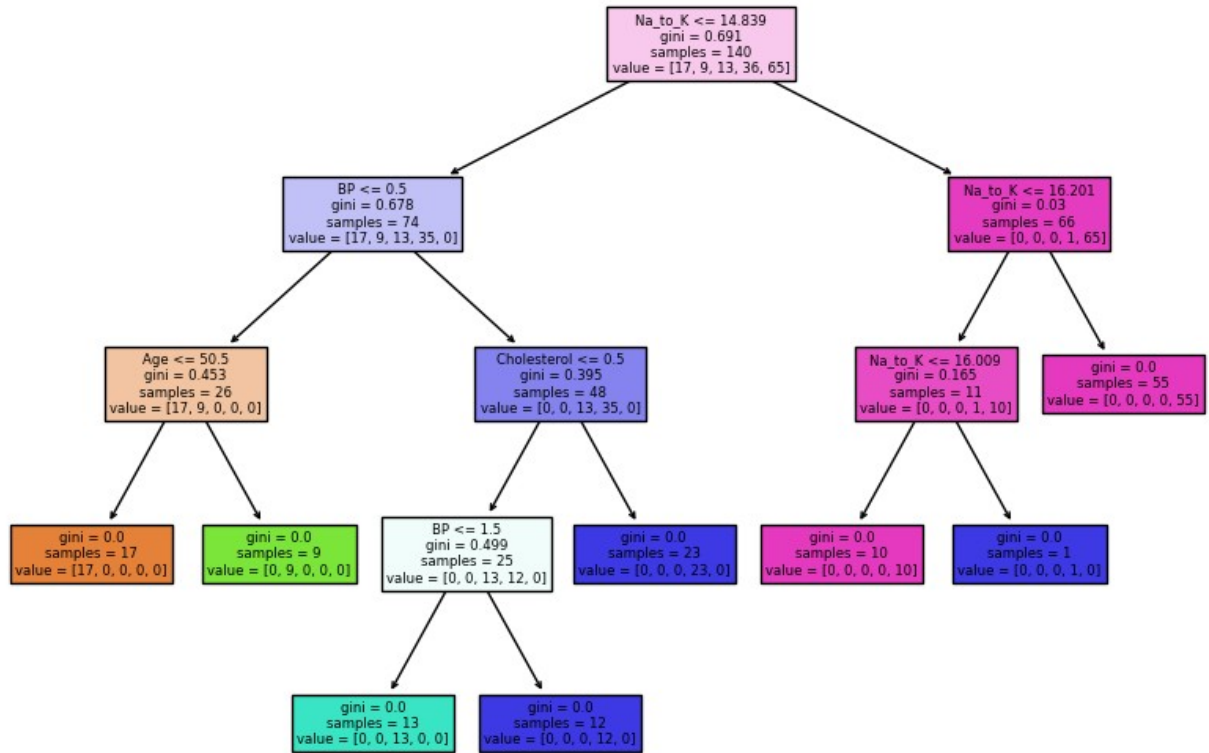 Na_to_K <= 14.839
gini = 0.691
samples = 140
value = [17, 9, 13, 36, 65]
BP <= 0.5
gini = 0.678
samples = 74
value = [17, 9, 13, 35, 0]
Na_to_K <= 16.201
gini = 0.03
samples = 66
value = [0, 0, 0, 1, 65]
Age <= 50.5
gini = 0.453
samples = 26
value = [17, 9, 0, 0, 0]
Cholesterol <= 0.5
gini = 0.395
samples = 48
value = [0, 0, 13, 35, 0]
Na_to_K <= 16.009
gini = 0.165
samples = 11
value = [0, 0, 0, 1, 10]
gini = 0.0
samples = 55
value = [0, 0, 0, 0, 55]
gini = 0.0
samples = 17
value = [17, 0, 0, 0, 0]
gini = 0.0
samples = 9
value = [0, 9, 0, 0, 0]
BP <= 1.5
gini = 0.499
samples = 25
value = [0, 0, 13, 12, 0]
gini = 0.0
samples = 23
value = [0, 0, 0, 23, 0]
gini = 0.0
samples = 10
value = [0, 0, 0, 0, 10]
gini = 0.0
samples = 1
value = [0, 0, 0, 1, 0]
gini = 0.0
samples = 13
value = [0, 0, 13, 0, 0]
gini = 0.0
samples = 12
value = [0, 0, 0, 12, 0]